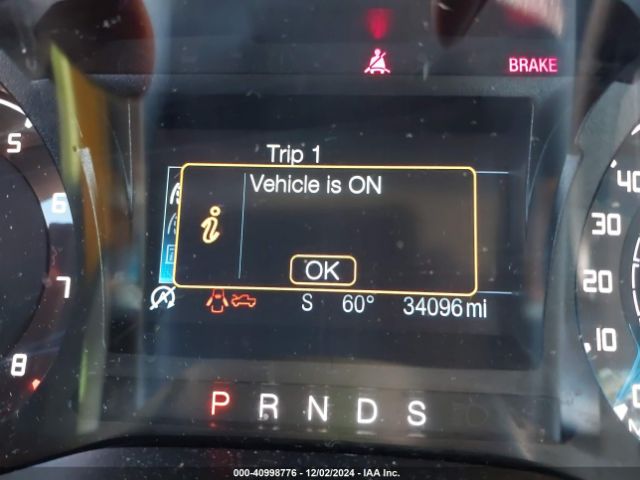 BRAKE
Trip 1
Vehicle is ON
i
OK
S 60° 34096 mi
P R N D S
5
6
7
8
40
30
20
10
0
000-40998776 - 12/02/2024 - IAA Inc.